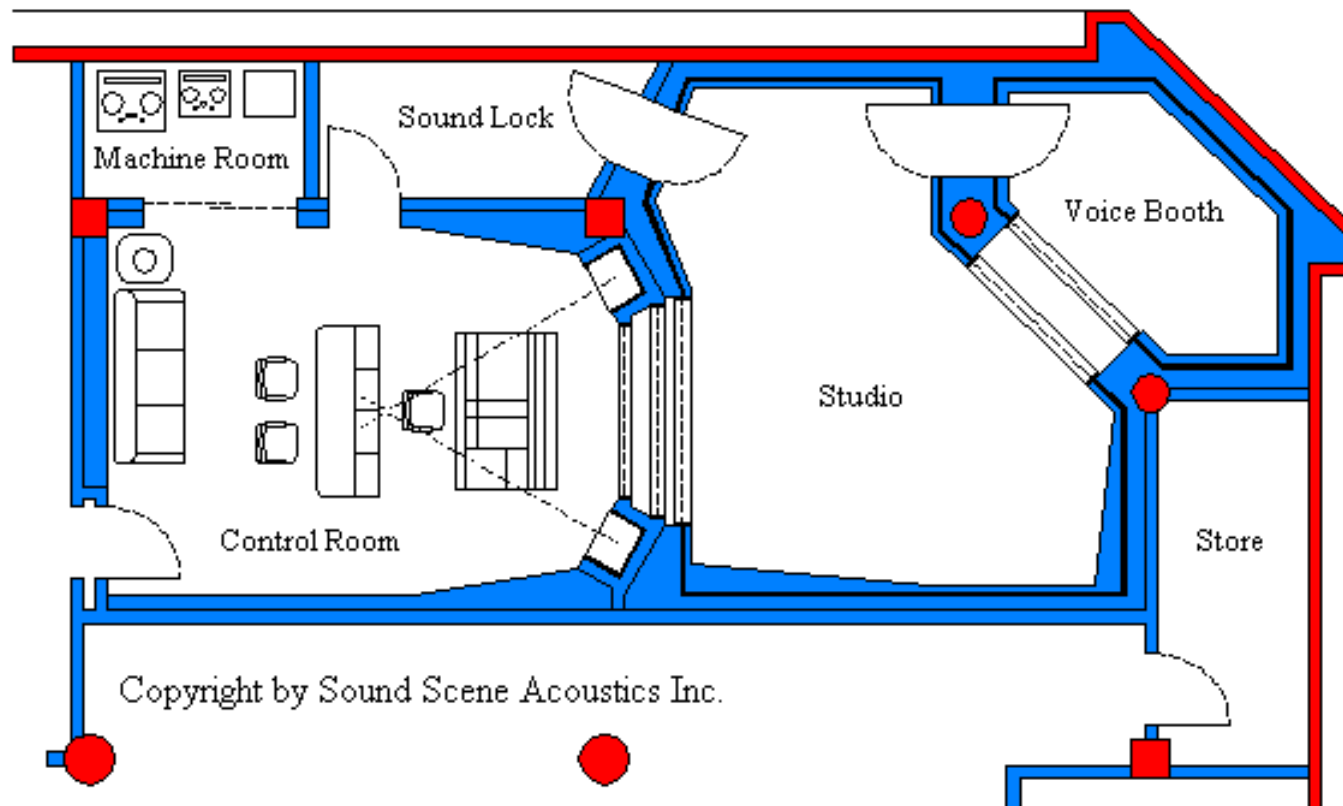 Sound Lock
Machine Room
Voice Booth
Studio
Control Room
Store
Copyright by Sound Scene Acoustics Inc.